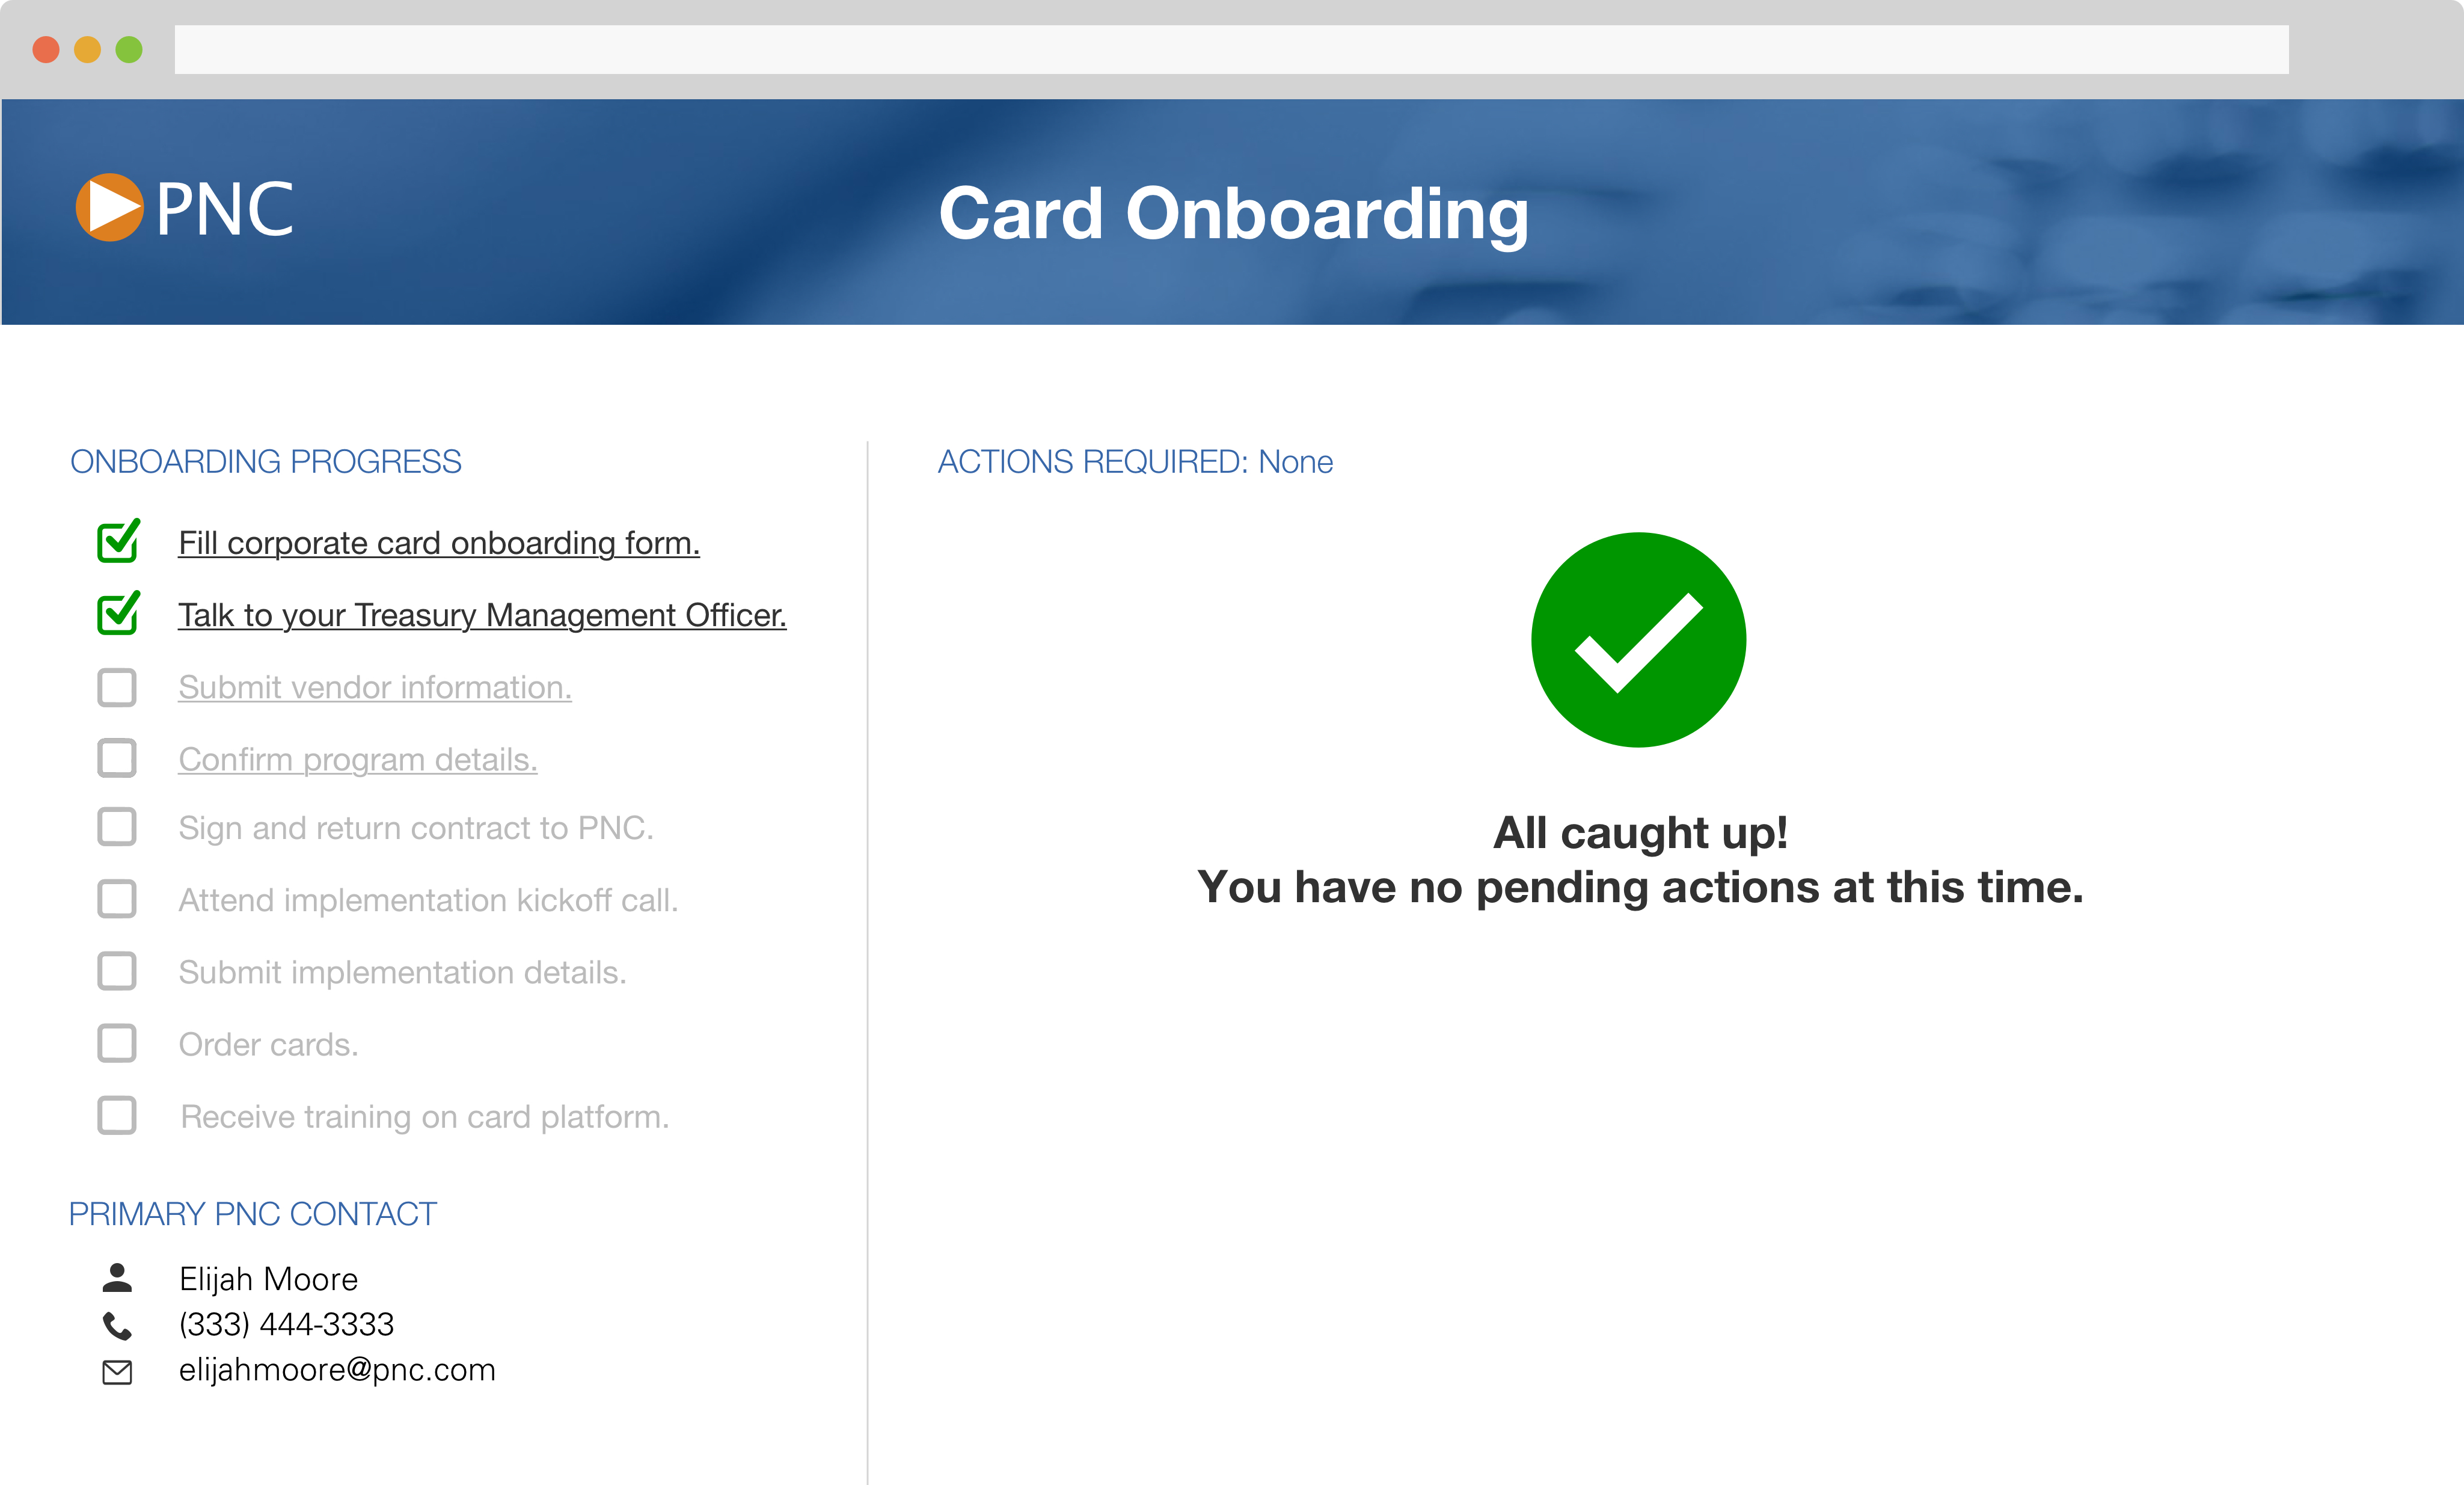 PNC
Card Onboarding
ONBOARDING PROGRESS
Fill corporate card onboarding form.
Talk to your Treasury Management Officer.
Submit vendor information.
Confirm program details.
Sign and return contract to PNC.
Attend implementation kickoff call.
Submit implementation details.
Order cards.
Receive training on card platform.
PRIMARY PNC CONTACT
Elijah Moore
(333) 444-3333
elijahmoore@pnc.com
ACTIONS REQUIRED: None
All caught up!
You have no pending actions at this time.